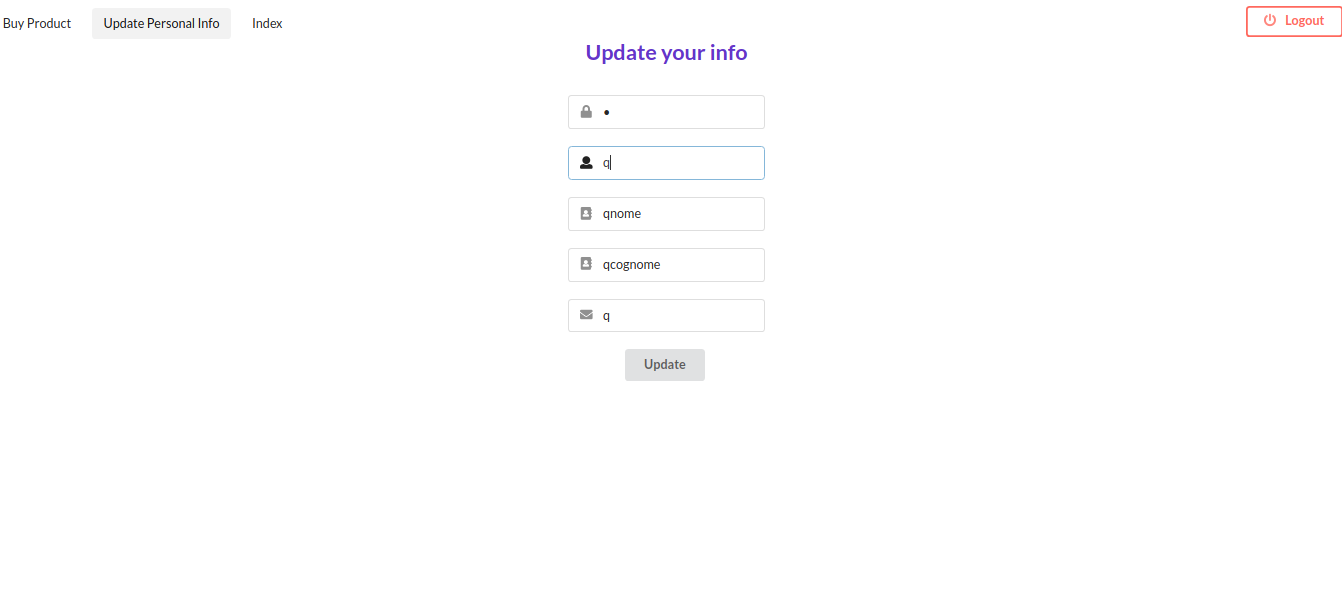 Buy Product Update Personal Info Index Logout
Update your info
•
q
qnome
qcognome
q
Update